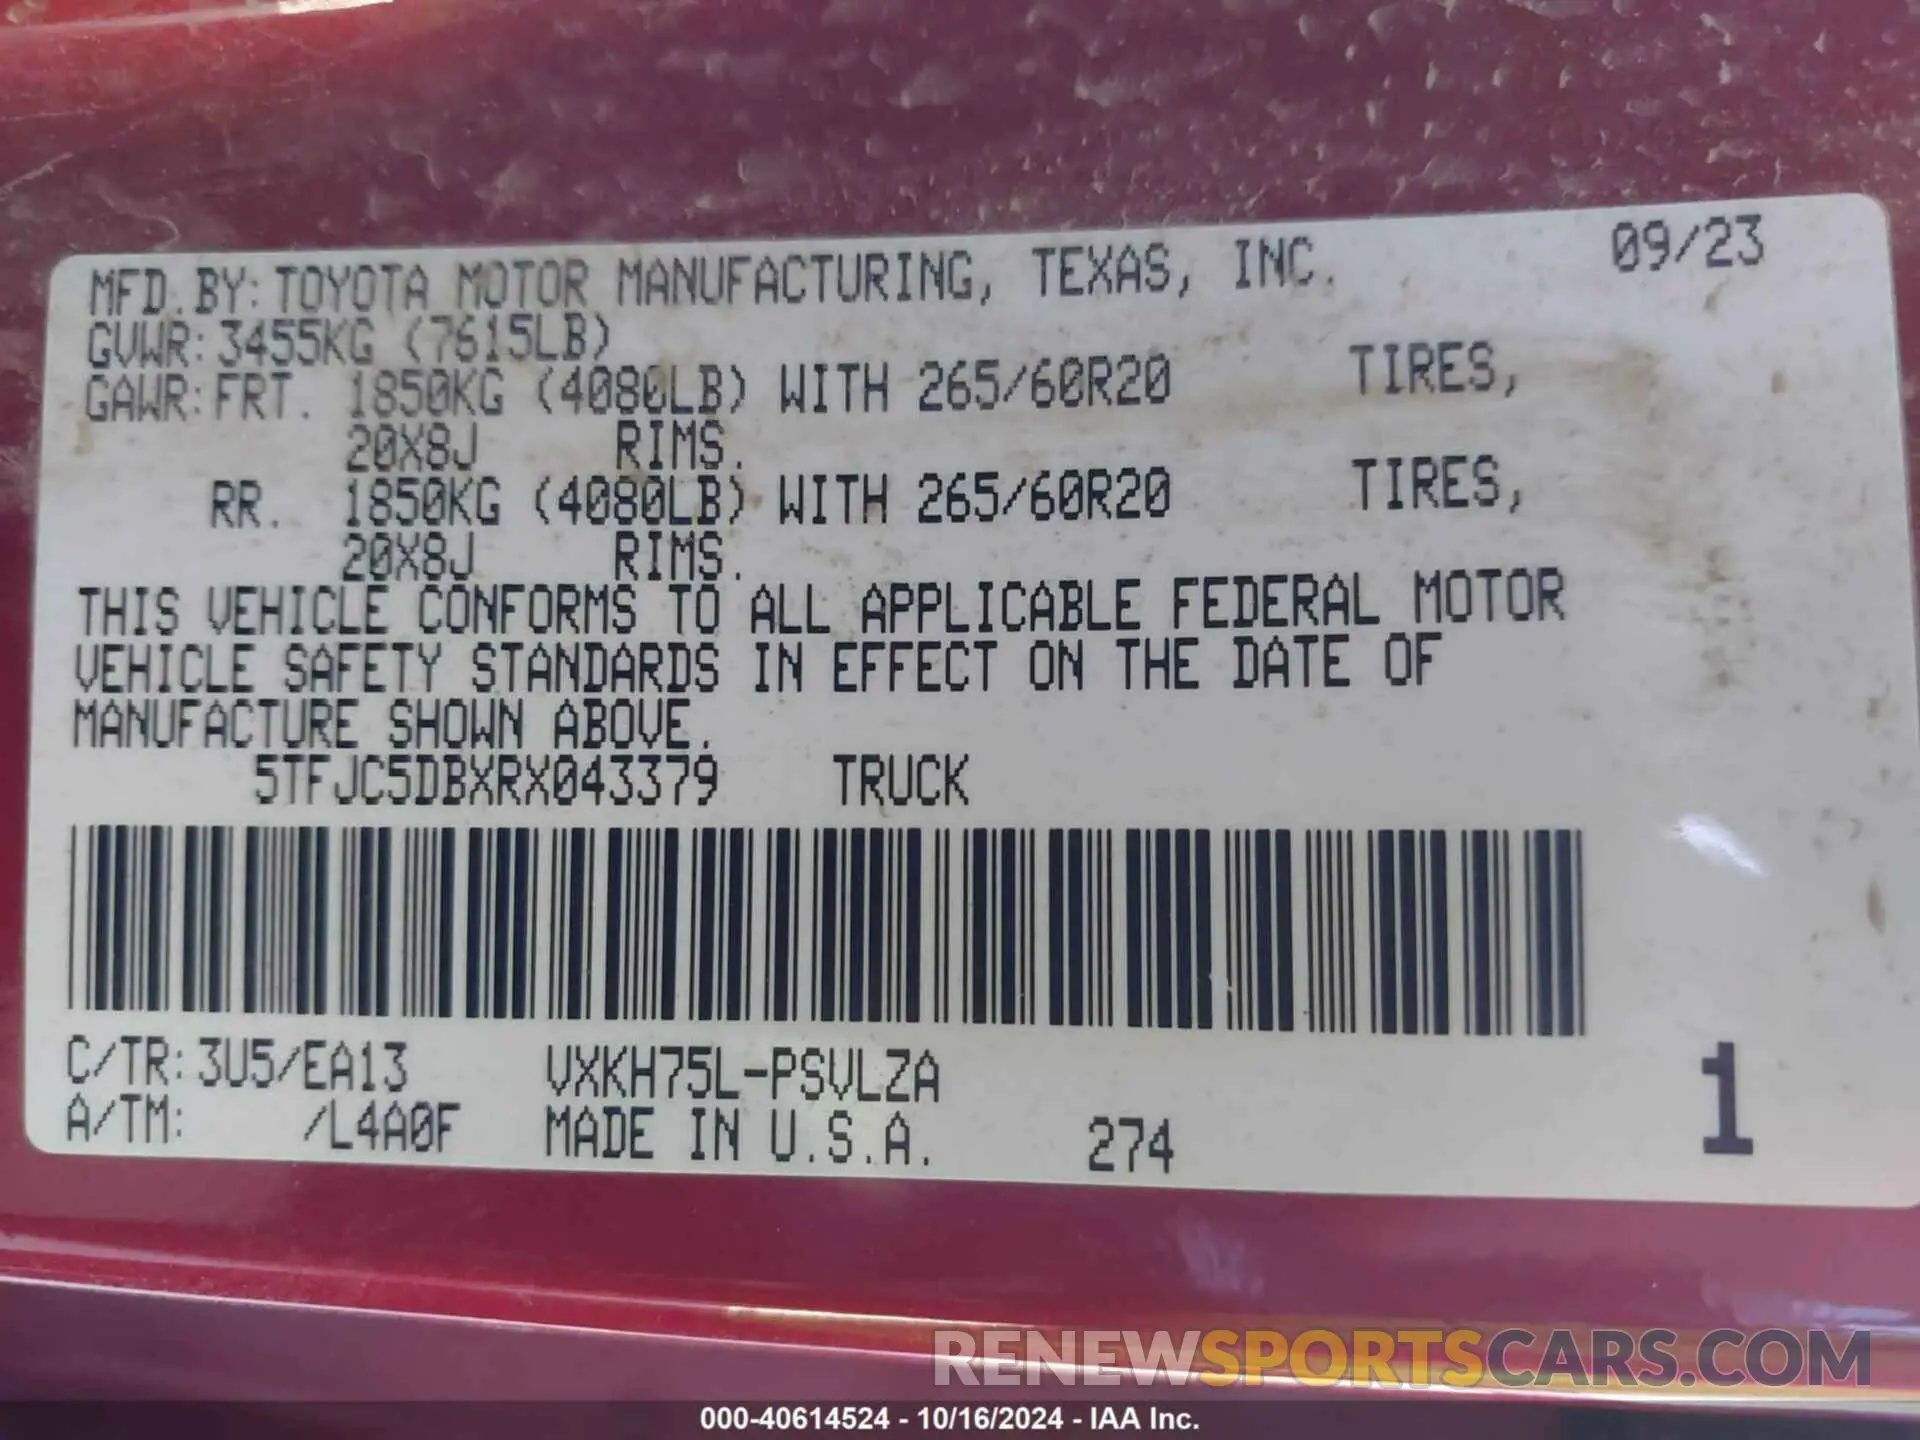 MFD.BY:TOYOTA MOTOR MANUFACTURING, TEXAS, INC. 09/23
GVWR:3455KG (7615LB)
GAWR:FRT. 1850KG (4080LB) WITH 265/60R20 TIRES,
20X8J RIMS.
RR. 1850KG (4080LB) WITH 265/60R20 TIRES,
20X8J RIMS.
THIS VEHICLE CONFORMS TO ALL APPLICABLE FEDERAL MOTOR
VEHICLE SAFETY STANDARDS IN EFFECT ON THE DATE OF
MANUFACTURE SHOWN ABOVE.
5TFJC5DBXRX043379 TRUCK
C/TR:3U5/EA13 VXKH75L-PSVLZA
A/TM: /L4A0F MADE IN U.S.A. 274 1
RENEWSPORTSCARS.COM
000-40614524 - 10/16/2024 - IAA Inc.